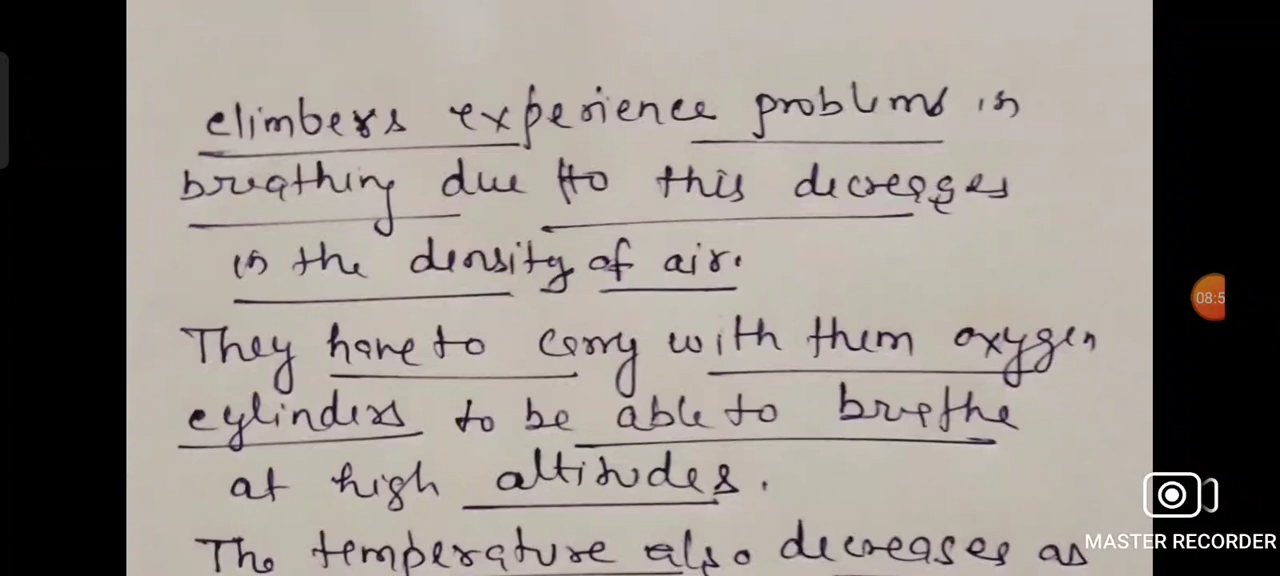 climbers experience problems in
breathing due to this decreases
in the density of air.
They have to carry with them oxygen
cylinders to be able to breathe
at high altitudes.
The temperature also decreases as
08:5
MASTER RECORDER